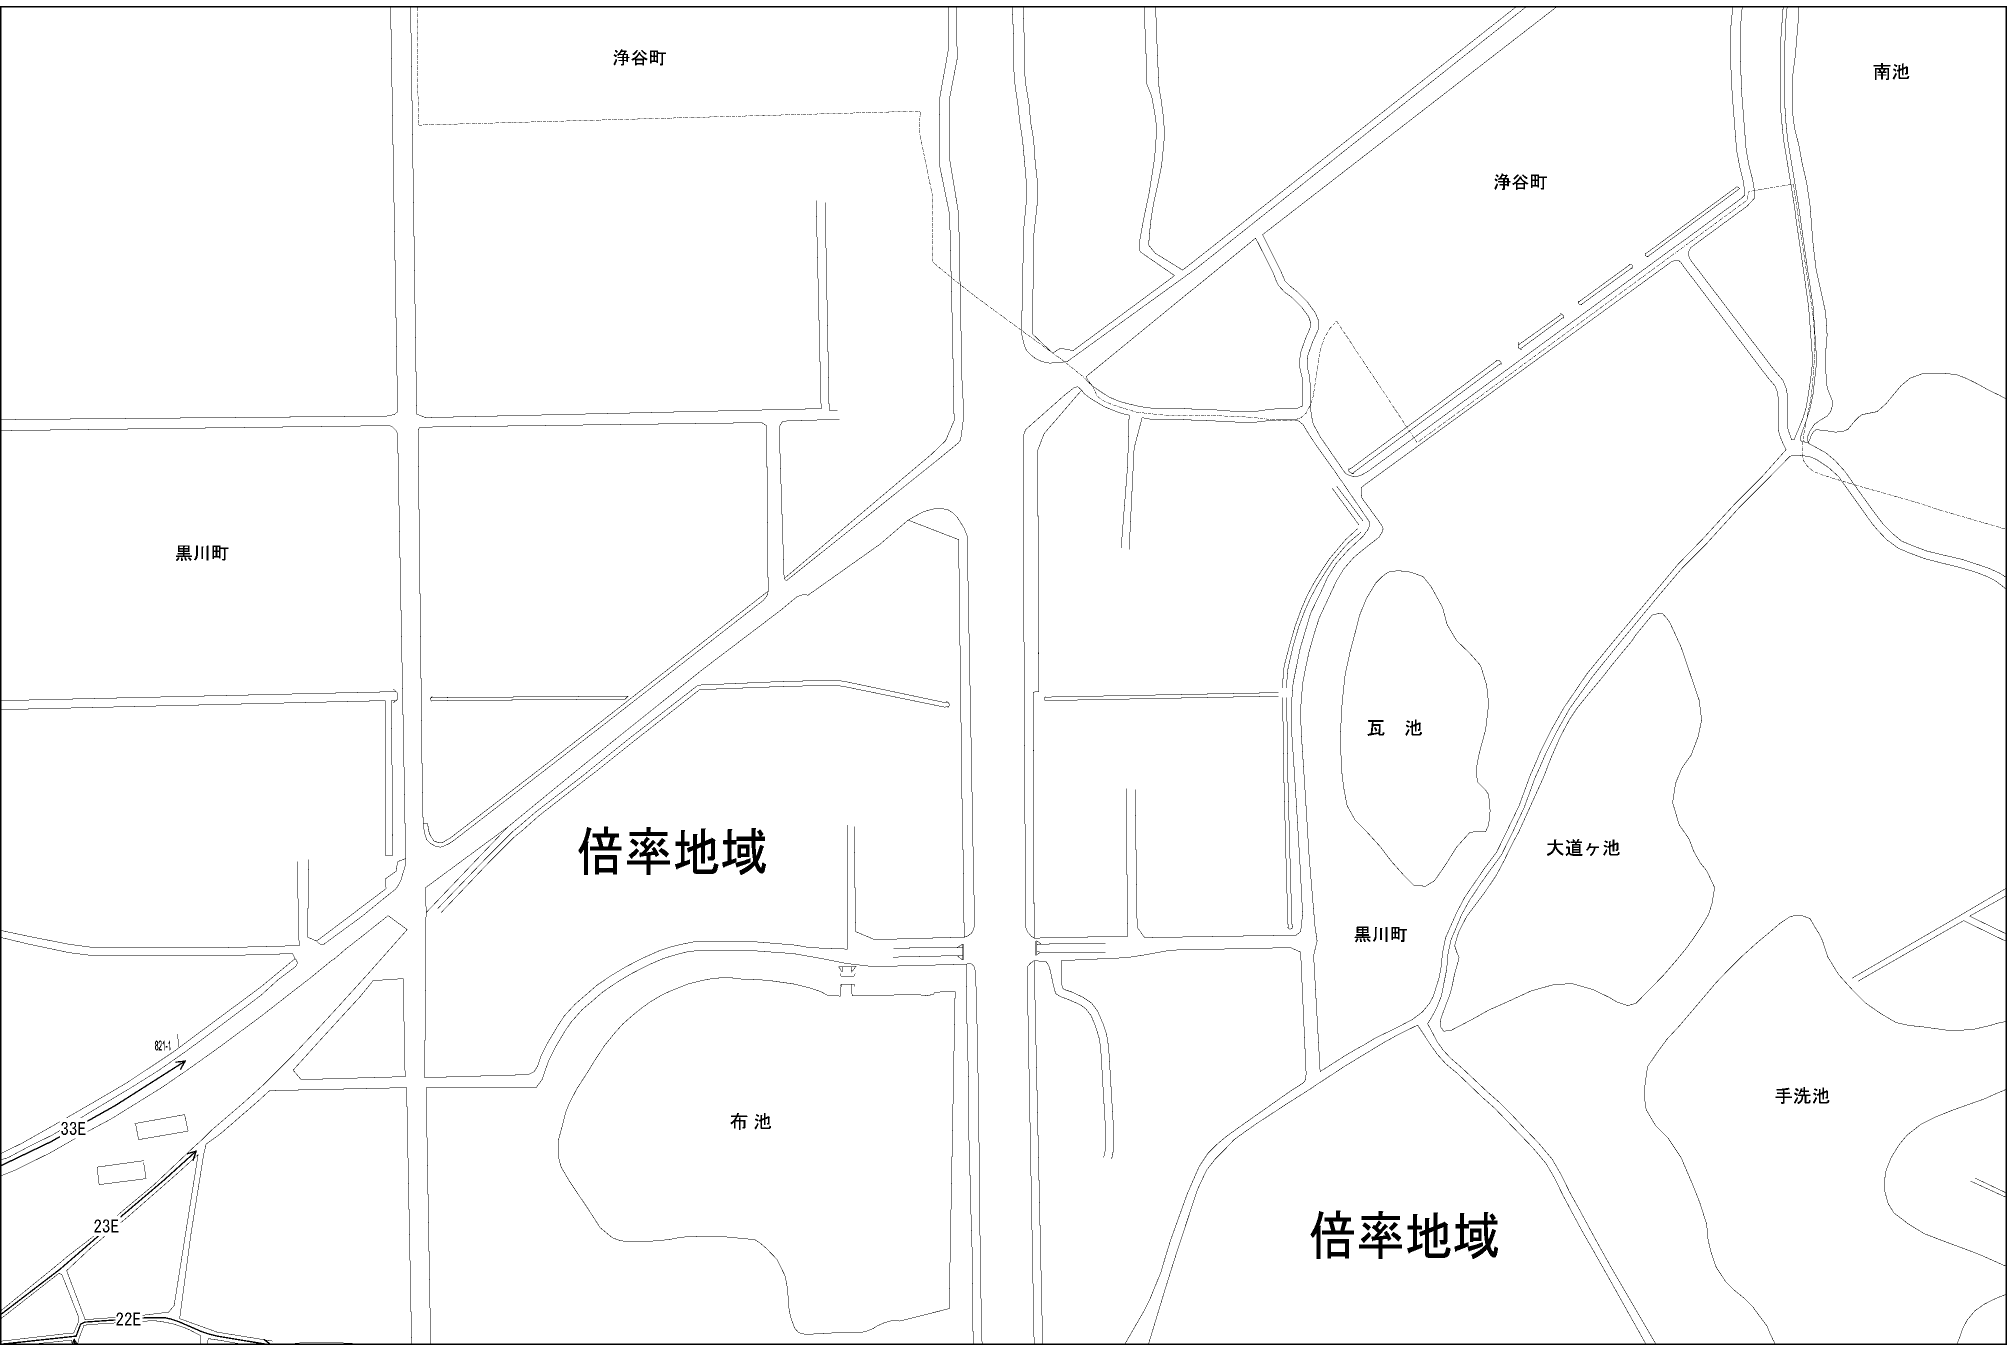 浄谷町
南池
浄谷町
黒川町
瓦　池
倍率地域
大道ヶ池
黒川町
821-1
手洗池
布 池
33E
23E
倍率地域
22E